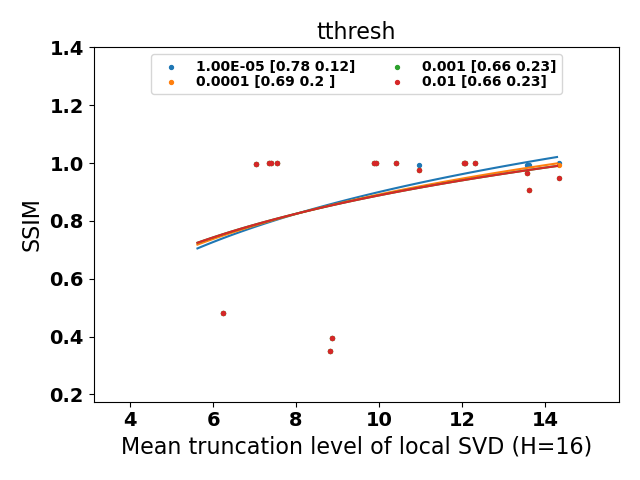 tthresh
1.00E-05 [0.78 0.12]
0.001 [0.66 0.23]
0.0001 [0.69 0.2 ]
0.01 [0.66 0.23]
1.4
1.2
1.0
0.8
0.6
0.4
0.2
SSIM
4 6 8 10 12 14
Mean truncation level of local SVD (H=16)